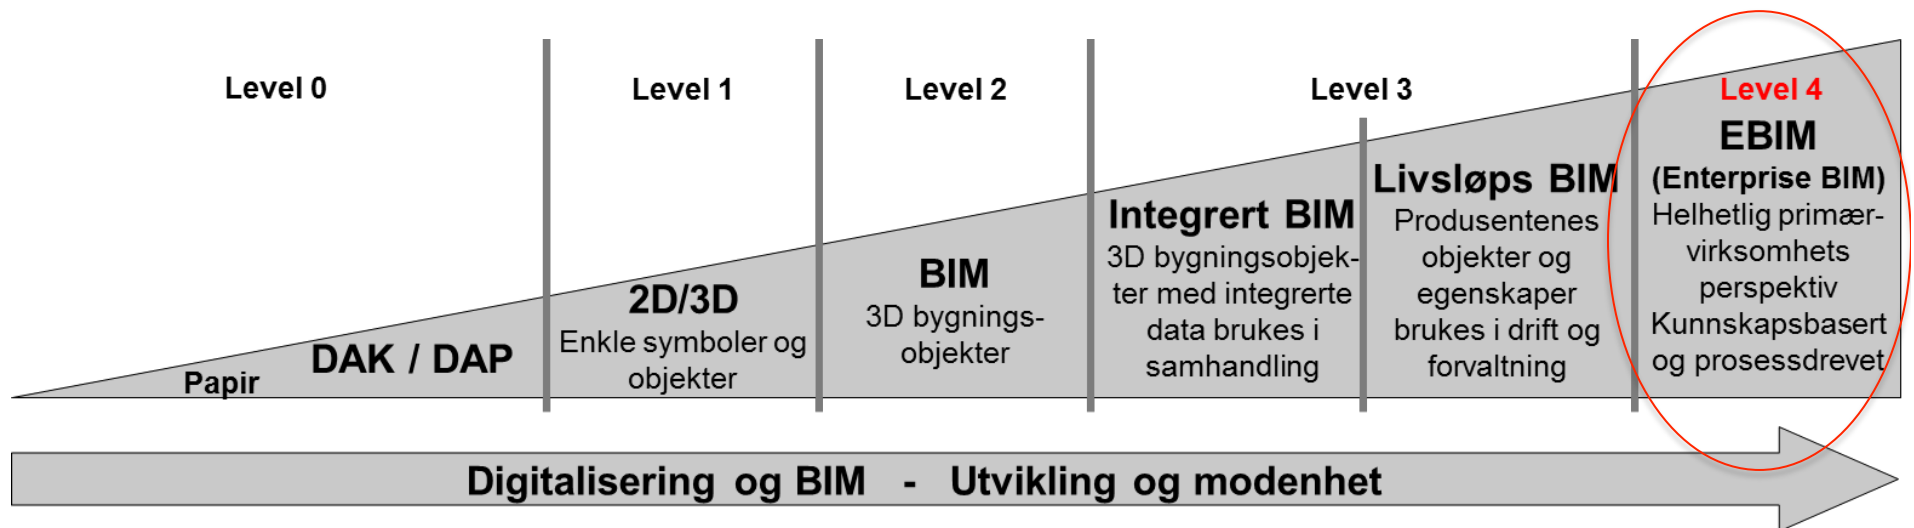 Level 0
Papir
DAK / DAP
Level 1
2D/3D
Enkle symboler og
objekter
Level 2
BIM
3D bygnings-
objekter
Level 3
Integrert BIM
3D bygningsobjek-
ter med integrerte
data brukes i
samhandling
Livsløps BIM
Produsentenes
objekter og
egenskaper
brukes i drift og
forvaltning
Level 4
EBIM
(Enterprise BIM)
Helhetlig primær-
virksomhets
perspektiv
Kunnskapsbasert
og prosessdrevet
Digitalisering og BIM - Utvikling og modenhet